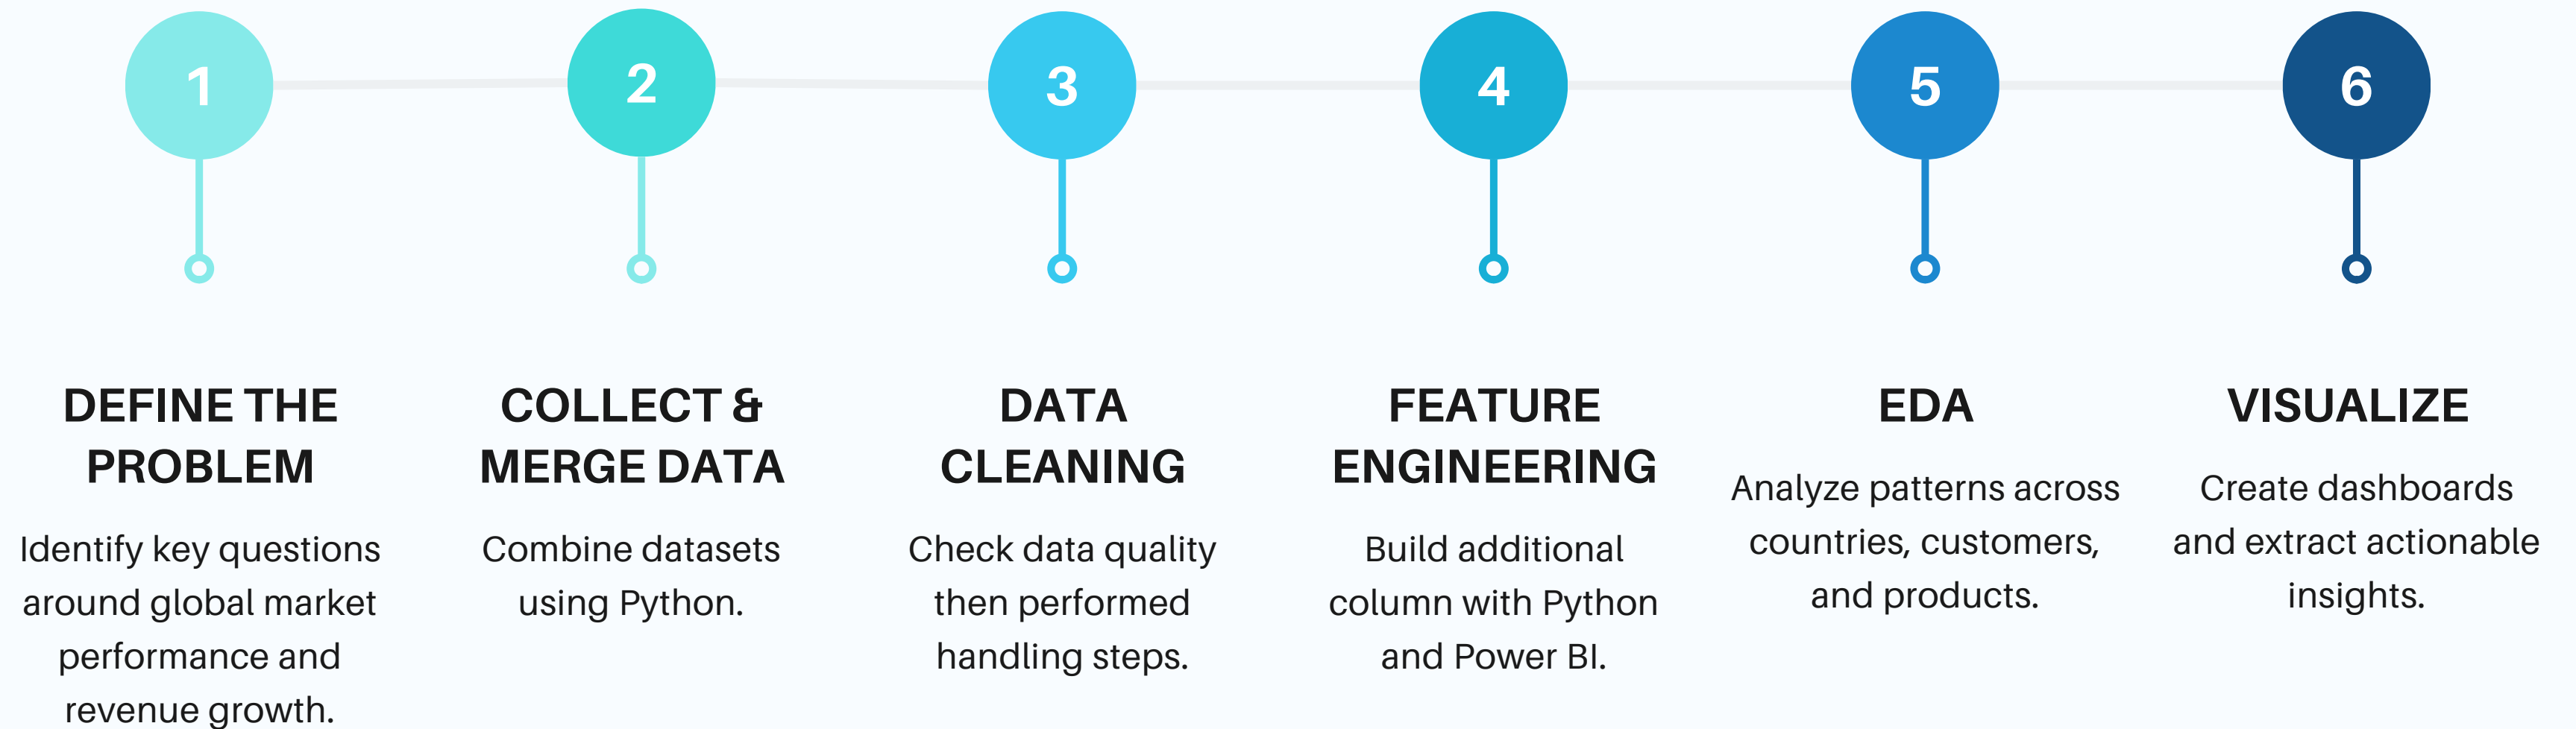 1
2
3
4
5
6
DEFINE THE
PROBLEM
Identify key questions
around global market
performance and
revenue growth.
COLLECT &
MERGE DATA
Combine datasets
using Python.
DATA
CLEANING
Check data quality
then performed
handling steps.
FEATURE
ENGINEERING
Build additional
column with Python
and Power BI.
EDA
Analyze patterns across
countries, customers,
and products.
VISUALIZE
Create dashboards
and extract actionable
insights.